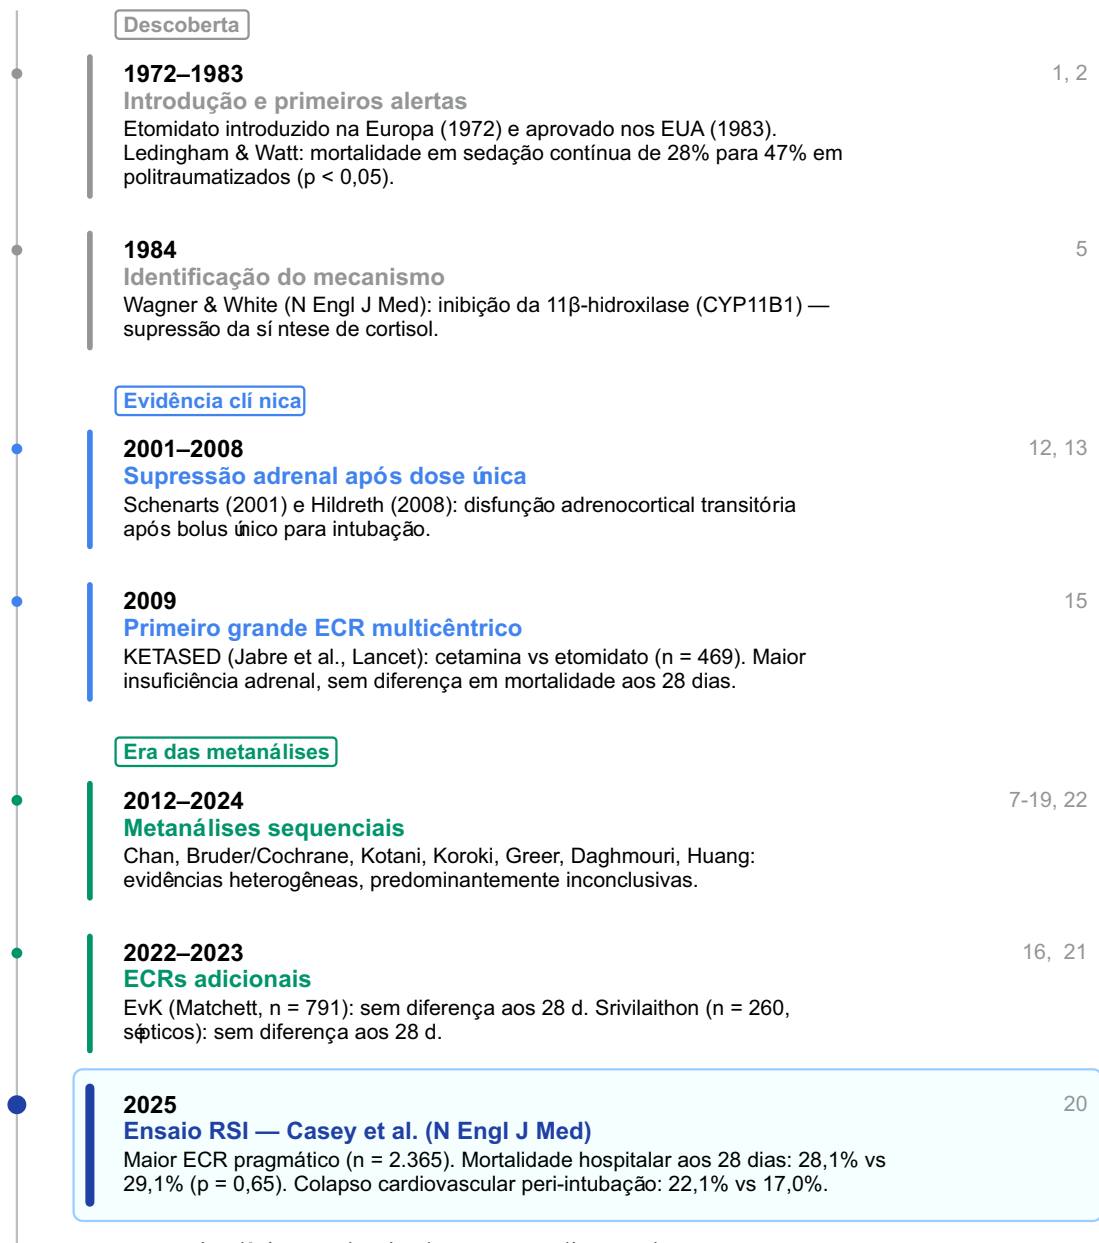 Descoberta
1972–1983
1, 2
Introdução e primeiros alertas
Etomidato introduzido na Europa (1972) e aprovado nos EUA (1983).
Ledingham & Watt: mortalidade em sedação contínua de 28% para 47% em
politraumatizados (p < 0,05).
1984
5
Identificação do mecanismo
Wagner & White (N Engl J Med): inibição da 11β-hidroxilase (CYP11B1) —
supressão da sí ntese de cortisol.
Evidência clí nica
2001–2008
12, 13
Supressão adrenal após dose única
Schenarts (2001) e Hildreth (2008): disfunção adrenocortical transitória
após bolus único para intubação.
2009
15
Primeiro grande ECR multicêntrico
KETASED (Jabre et al., Lancet): cetamina vs etomidato (n = 469). Maior
insuficiência adrenal, sem diferença em mortalidade aos 28 dias.
Era das metanálises
2012–2024
7-19, 22
Metanálises sequenciais
Chan, Bruder/Cochrane, Kotani, Koroki, Greer, Daghmouri, Huang:
evidências heterogêneas, predominantemente inconclusivas.
2022–2023
16, 21
ECRs adicionais
EvK (Matchett, n = 791): sem diferença aos 28 d. Srivilaithon (n = 260,
sépticos): sem diferença aos 28 d.
2025
20
Ensaio RSI — Casey et al. (N Engl J Med)
Maior ECR pragmático (n = 2.365). Mortalidade hospitalar aos 28 dias: 28,1% vs
29,1% (p = 0,65). Colapso cardiovascular peri-intubação: 22,1% vs 17,0%.